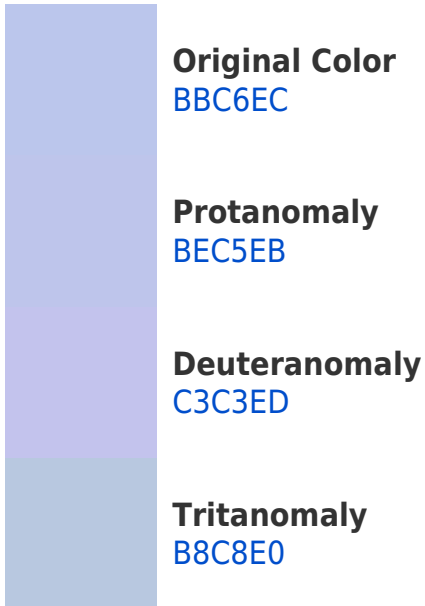 Original Color
BBC6EC
Protanomaly
BEC5EB
Deuteranomaly
C3C3ED
Tritanomaly
B8C8E0